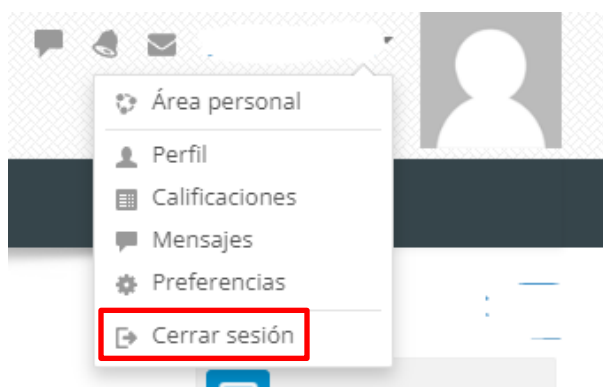 Área personal
Perfil
Calificaciones
Mensajes
Preferencias
Cerrar sesión